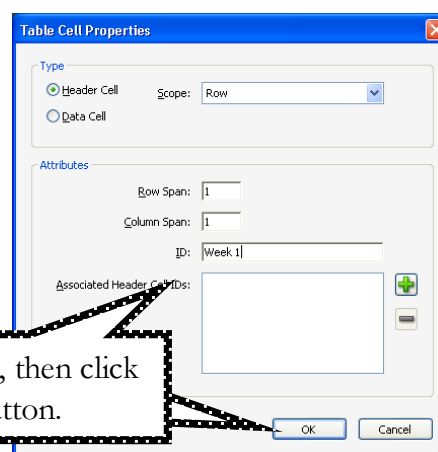 Table Cell Properties
Type
Header Cell
Scope: Row
Data Cell
Attributes
Row Span: 1
Column Span: 1
ID: Week 1
Associated Header Cell IDs:
, then click
OK Cancel